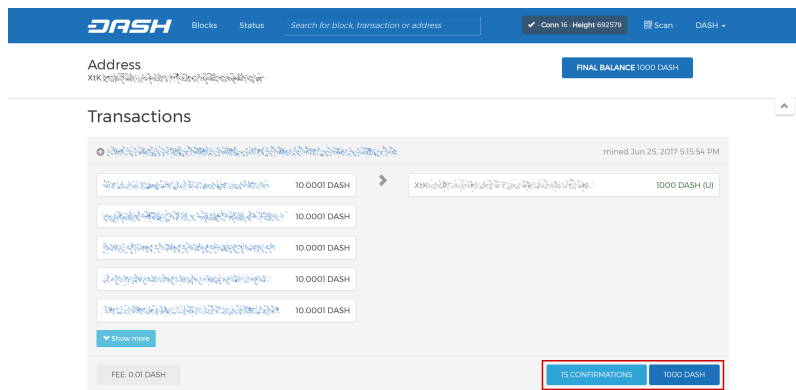 DASH Blocks Status Search for block, transaction or address ✔ · Conn 16 · Height 692579 Scan DASH
Address
FINAL BALANCE 1000 DASH
XtK
Transactions
mined Jun 25, 2017 5:15:54 PM
10.0001 DASH
XtK 1000 DASH (U)
10.0001 DASH
10.0001 DASH
10.0001 DASH
10.0001 DASH
Show more
FEE: 0.01 DASH 15 CONFIRMATIONS 1000 DASH